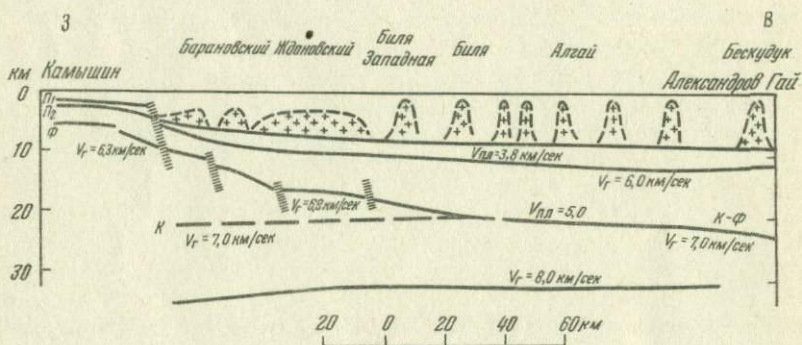 З В
Барановский Ждановский Биля Западная Биля Алгай Бескудук
км Камышин Александров Гай
0
П₁
П₂
Ф
10
20
30
Vг = 6,3 км/сек
Vпл = 3,8 км/сек
Vг = 6,0 км/сек
Vг = 6,8 км/сек
К
Vпл = 5,0
К-Ф
Vг = 7,0 км/сек
Vг = 7,0 км/сек
Vг = 8,0 км/сек
20 0 20 40 60 км